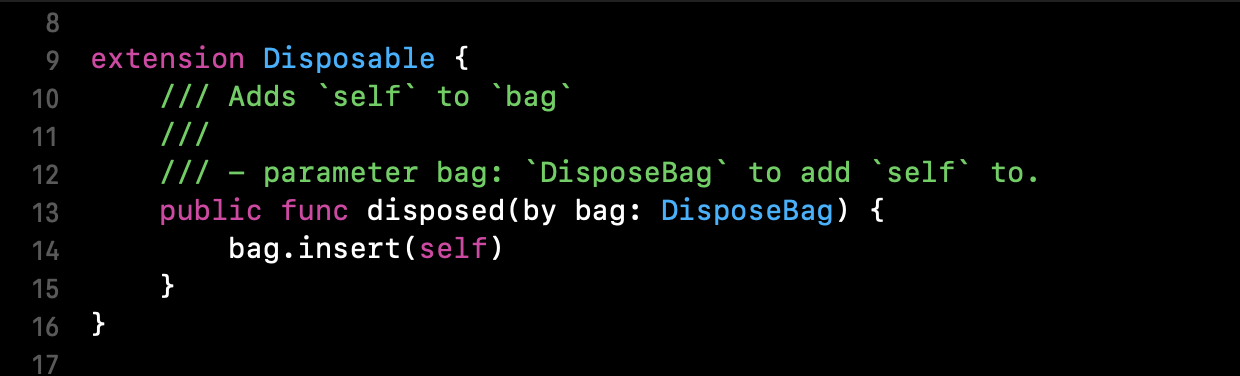 8
9 extension Disposable {
10 /// Adds `self` to `bag`
11 ///
12 /// - parameter bag: `DisposeBag` to add `self` to.
13 public func disposed(by bag: DisposeBag) {
14 bag.insert(self)
15 }
16 }
17